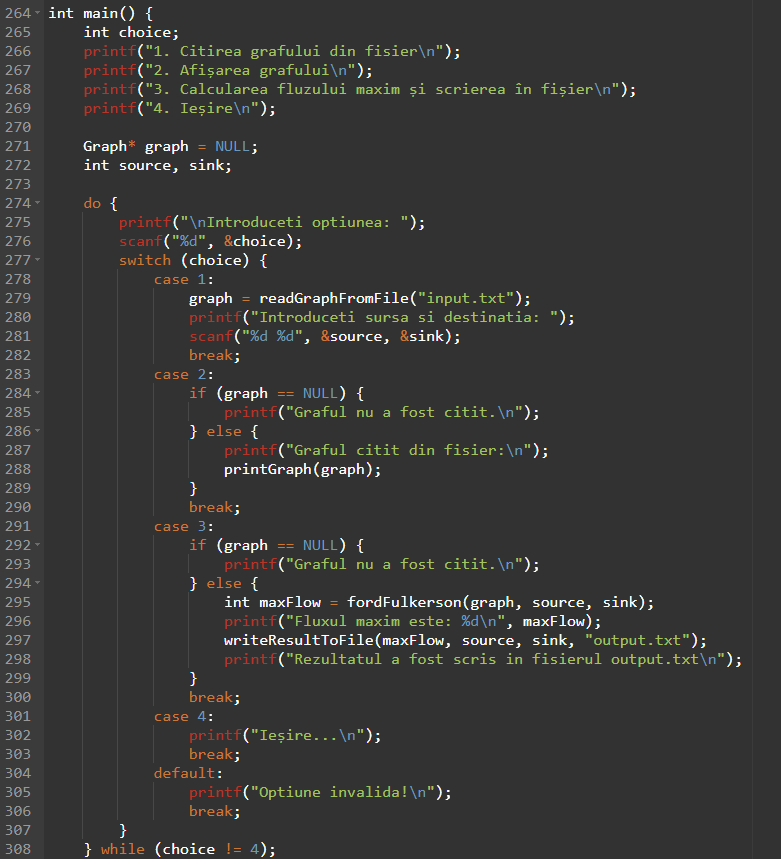 264 int main() {
265     int choice;
266     printf("1. Citirea grafului din fisier\n");
267     printf("2. Afișarea grafului\n");
268     printf("3. Calcularea fluzului maxim și scrierea în fișier\n");
269     printf("4. Ieșire\n");
270
271     Graph* graph = NULL;
272     int source, sink;
273
274     do {
275         printf("\nIntroduceti optiunea: ");
276         scanf("%d", &choice);
277         switch (choice) {
278             case 1:
279                 graph = readGraphFromFile("input.txt");
280                 printf("Introduceti sursa si destinatia: ");
281                 scanf("%d %d", &source, &sink);
282                 break;
283             case 2:
284                 if (graph == NULL) {
285                     printf("Graful nu a fost citit.\n");
286                 } else {
287                     printf("Graful citit din fisier:\n");
288                     printGraph(graph);
289                 }
290                 break;
291             case 3:
292                 if (graph == NULL) {
293                     printf("Graful nu a fost citit.\n");
294                 } else {
295                     int maxFlow = fordFulkerson(graph, source, sink);
296                     printf("Fluxul maxim este: %d\n", maxFlow);
297                     writeResultToFile(maxFlow, source, sink, "output.txt");
298                     printf("Rezultatul a fost scris in fisierul output.txt\n");
299                 }
300                 break;
301             case 4:
302                 printf("Ieșire...\n");
303                 break;
304             default:
305                 printf("Optiune invalida!\n");
306                 break;
307         }
308     } while (choice != 4);